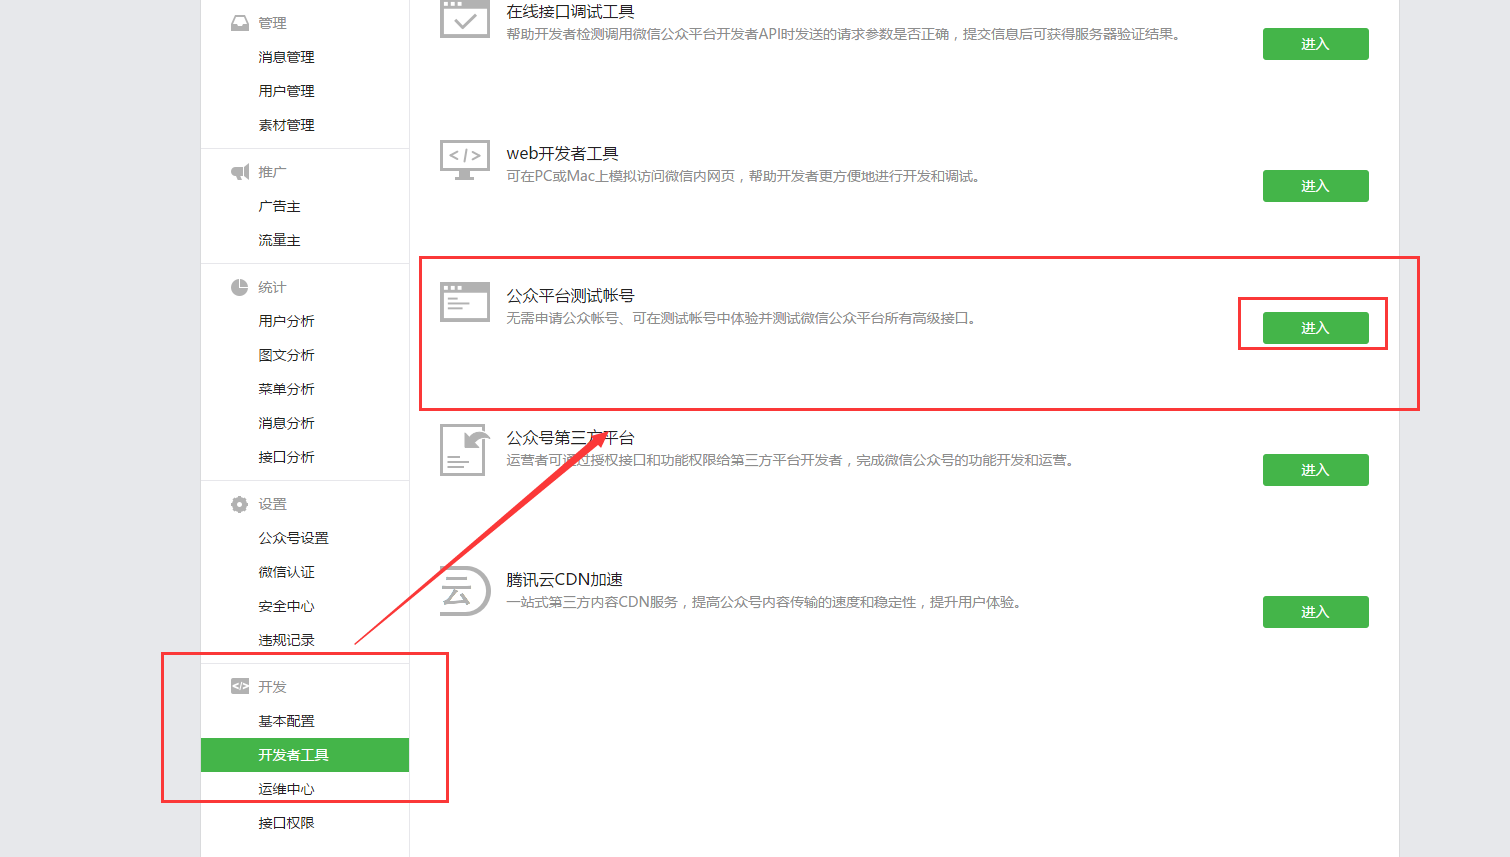 管理
消息管理
用户管理
素材管理
推广
广告主
流量主
统计
用户分析
图文分析
菜单分析
消息分析
接口分析
设置
公众号设置
微信认证
安全中心
违规记录
</>
开发
基本配置
开发者工具
运维中心
接口权限
在线接口调试工具
帮助开发者检测调用微信公众平台开发者API时发送的请求参数是否正确，提交信息后可获得服务器验证结果。
进入
</>
web开发者工具
可在PC或Mac上模拟访问微信内网页，帮助开发者更方便地进行开发和调试。
进入
公众平台测试帐号
无需申请公众帐号、可在测试帐号中体验并测试微信公众平台所有高级接口。
进入
公众号第三方平台
运营者可通过授权接口和功能权限给第三方平台开发者，完成微信公众号的功能开发和运营。
进入
云
腾讯云CDN加速
一站式第三方内容CDN服务，提高公众号内容传输的速度和稳定性，提升用户体验。
进入